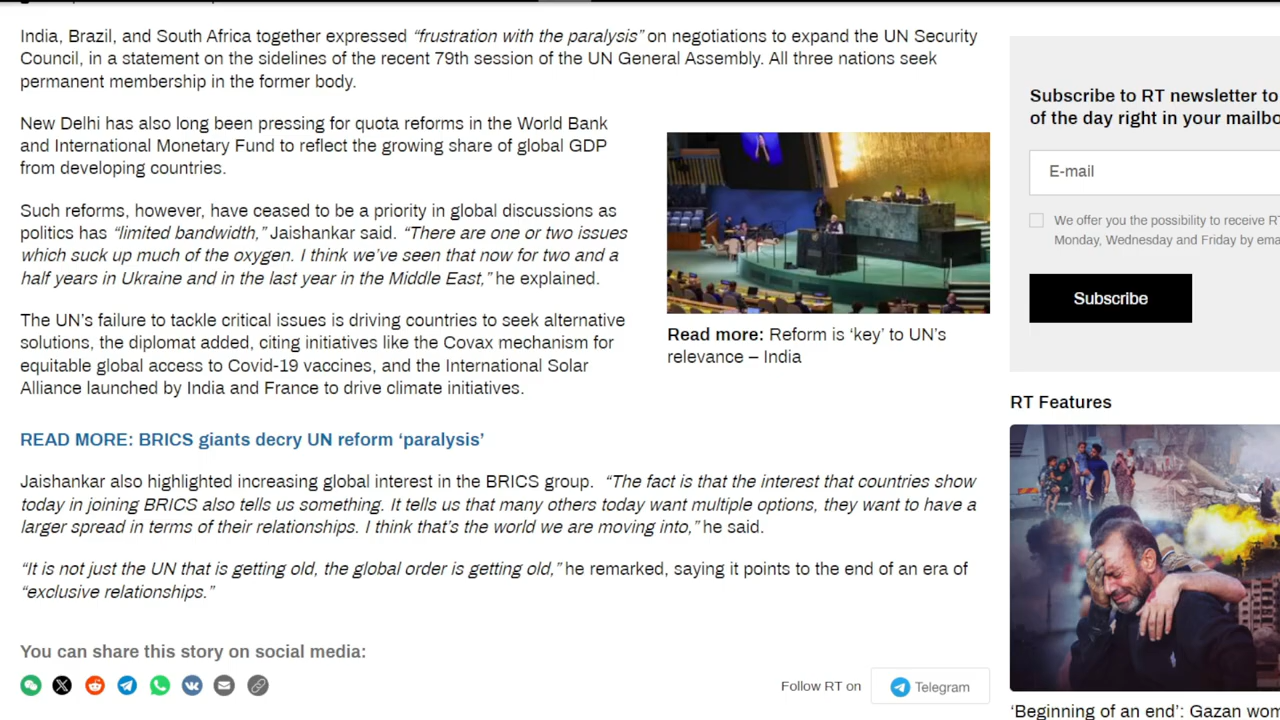 India, Brazil, and South Africa together expressed “frustration with the paralysis” on negotiations to expand the UN Security
Council, in a statement on the sidelines of the recent 79th session of the UN General Assembly. All three nations seek
permanent membership in the former body.
New Delhi has also long been pressing for quota reforms in the World Bank
and International Monetary Fund to reflect the growing share of global GDP
from developing countries.
Such reforms, however, have ceased to be a priority in global discussions as
politics has “limited bandwidth,” Jaishankar said. “There are one or two issues
which suck up much of the oxygen. I think we’ve seen that now for two and a
half years in Ukraine and in the last year in the Middle East,” he explained.
The UN’s failure to tackle critical issues is driving countries to seek alternative
solutions, the diplomat added, citing initiatives like the Covax mechanism for
equitable global access to Covid-19 vaccines, and the International Solar
Alliance launched by India and France to drive climate initiatives.
Read more: Reform is ‘key’ to UN’s
relevance – India
READ MORE: BRICS giants decry UN reform ‘paralysis’
Jaishankar also highlighted increasing global interest in the BRICS group. “The fact is that the interest that countries show
today in joining BRICS also tells us something. It tells us that many others today want multiple options, they want to have a
larger spread in terms of their relationships. I think that’s the world we are moving into,” he said.
“It is not just the UN that is getting old, the global order is getting old,” he remarked, saying it points to the end of an era of
“exclusive relationships.”
You can share this story on social media:
Follow RT on
Telegram
Subscribe to RT newsletter to
of the day right in your mailbo
E-mail
We offer you the possibility to receive RT
Monday, Wednesday and Friday by ema
Subscribe
RT Features
‘Beginning of an end’: Gazan wom